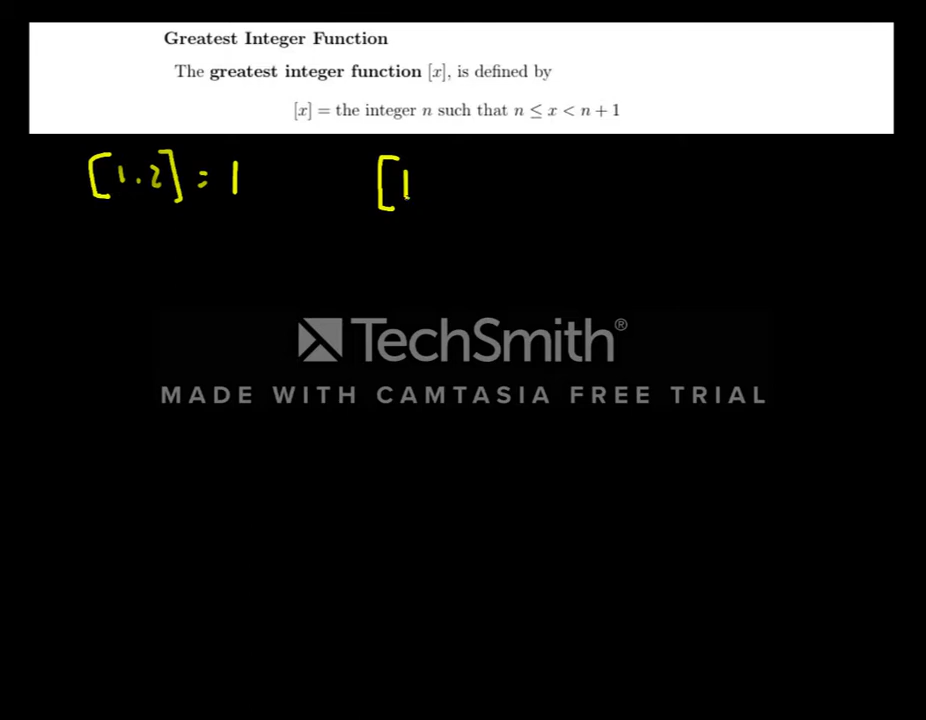 Greatest Integer Function
The greatest integer function [x], is defined by
[x] = the integer n such that n ≤ x < n + 1
[1.2] = 1 [1
TechSmith®
MADE WITH CAMTASIA FREE TRIAL